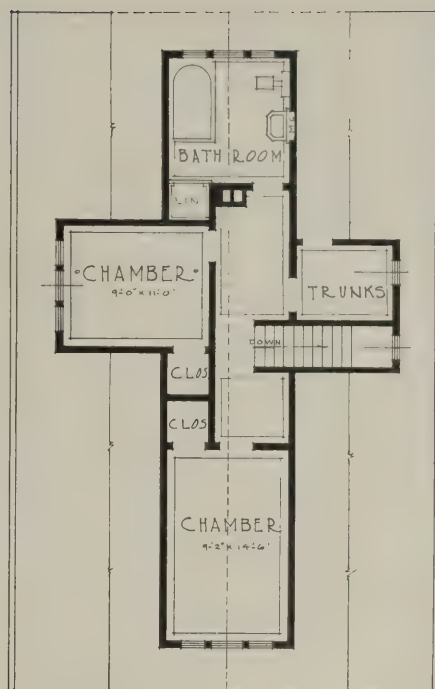 BATH ROOM
M.C.
LIN.
CHAMBER
9'-0" X 11'-0"
TRUNKS
DOWN
CLOS
CLOS
CHAMBER
9'-2" X 14'-6"